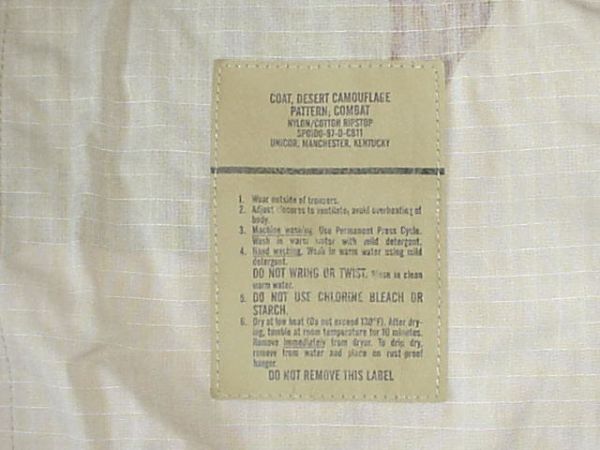 COAT, DESERT CAMOUFLAGE
PATTERN, COMBAT
NYLON/COTTON RIPSTOP
SPO100-97-D-CB11
UNICOR, MANCHESTER, KENTUCKY
1. Wear outside of trousers.
2. Adjust closures to ventilate; avoid overheating of
body.
3. Machine washing. Use Permanent Press Cycle.
Wash in warm water with mild detergent.
4. Hand washing. Wash in warm water using mild
detergent.
DO NOT WRING OR TWIST. Rinse in clean
warm water.
5. DO NOT USE CHLORINE BLEACH OR
STARCH.
6. Dry at low heat (Do not exceed 130°F). After dry-
ing, tumble at room temperature for 10 minutes.
Remove immediately from dryer. To drip dry,
remove from water and place on rust-proof
hanger.
DO NOT REMOVE THIS LABEL